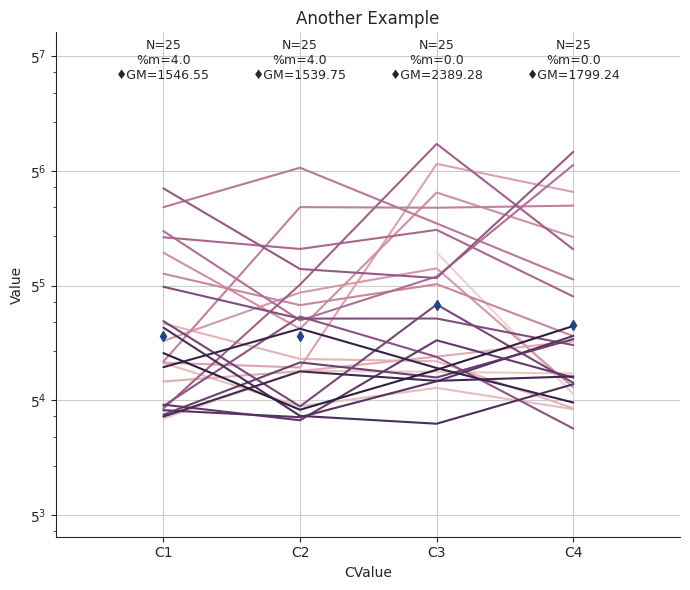 Another Example
N=25 N=25 N=25 N=25
%m=4.0 %m=4.0 %m=0.0 %m=0.0
♦GM=1546.55 ♦GM=1539.75 ♦GM=2389.28 ♦GM=1799.24
5⁷
5⁶
5⁵
5⁴
5³
Value
C1 C2 C3 C4
CValue